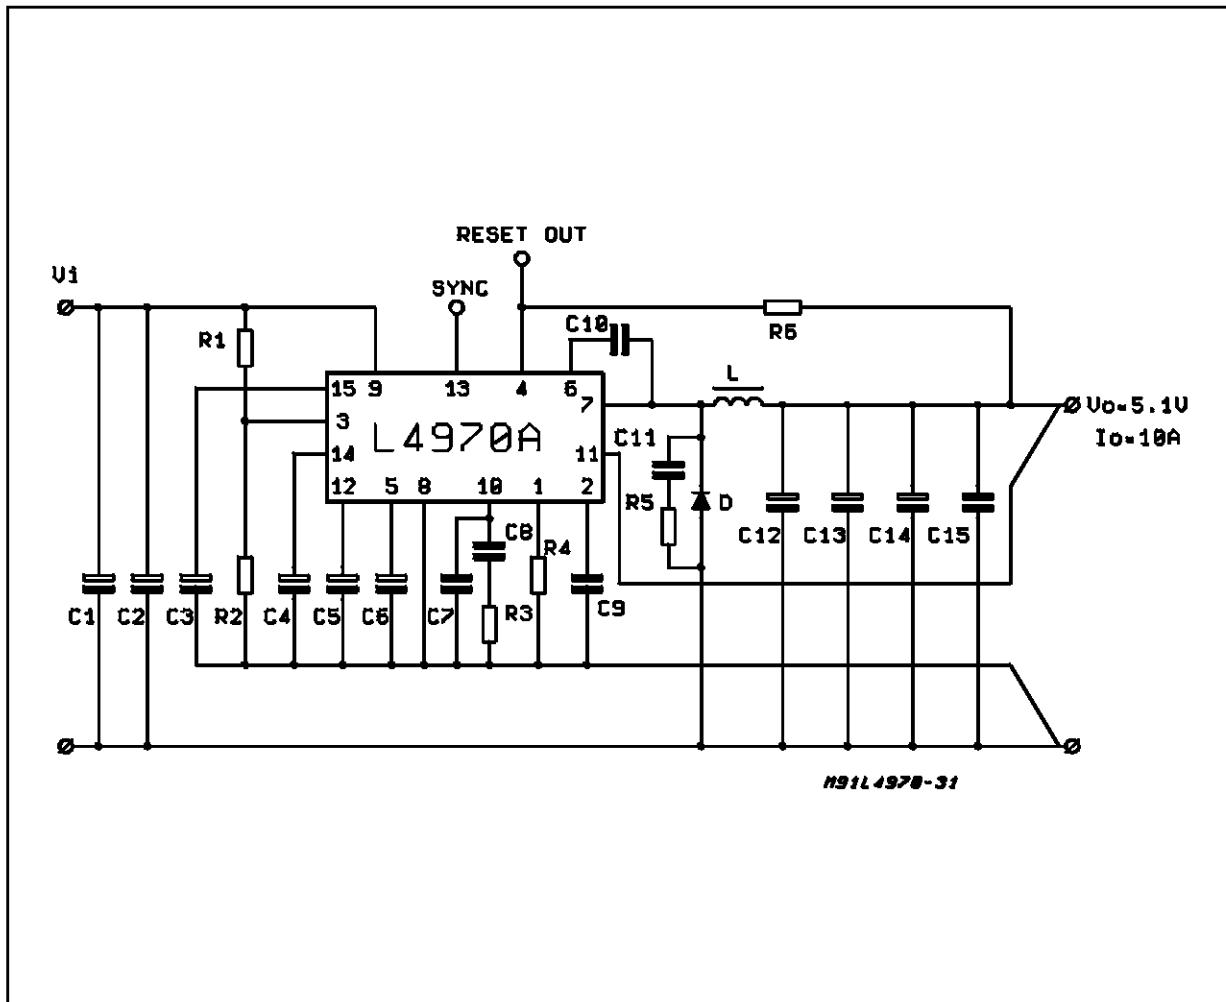 RESET OUT
Vi
SYNC
C10
R6
R1
L
15 9 13 4 6
7
Vo=5.1V
3
L4970A
C11
Io=10A
14
11
12 5 8 10 1 2
R5
D
C8
R4
C12
C13
C14
C15
C1
C2
C3
R2
C4
C5
C6
C7
R3
C9
M91L4970-31